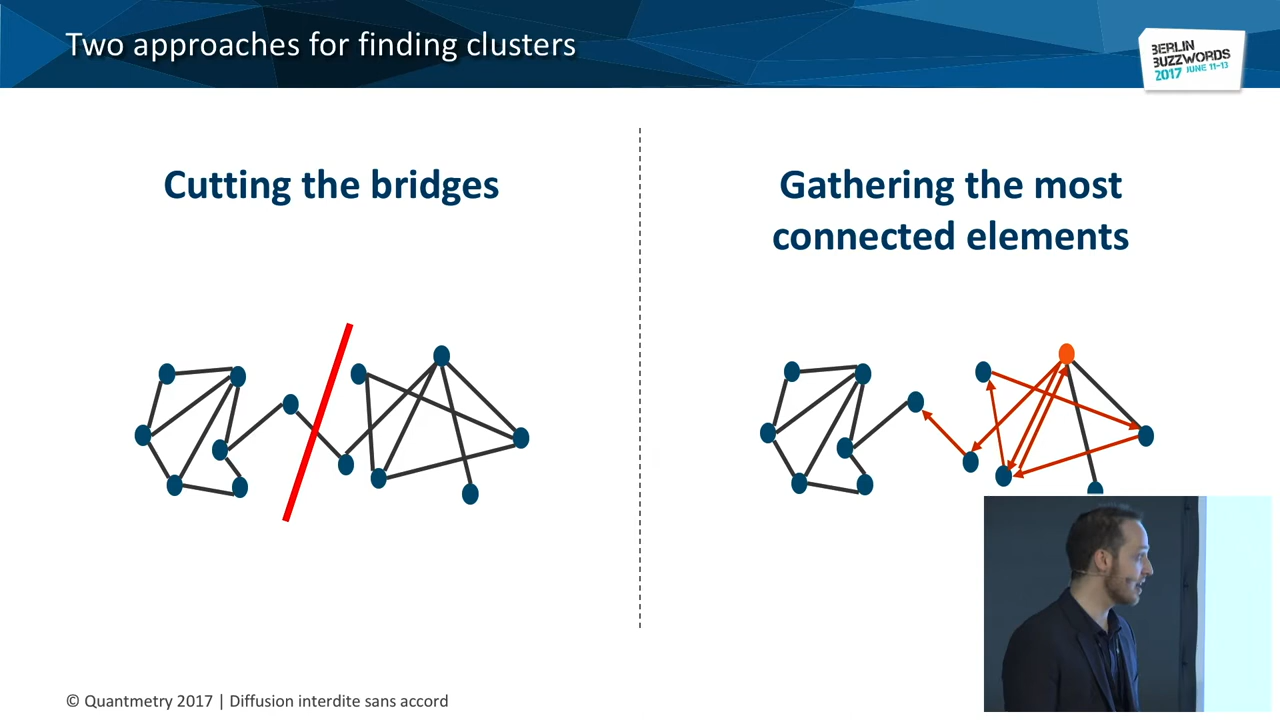 Two approaches for finding clusters
BERLIN
BUZZWORDS
2017 JUNE 11-13
Cutting the bridges
Gathering the most
connected elements
© Quantmetry 2017 | Diffusion interdite sans accord